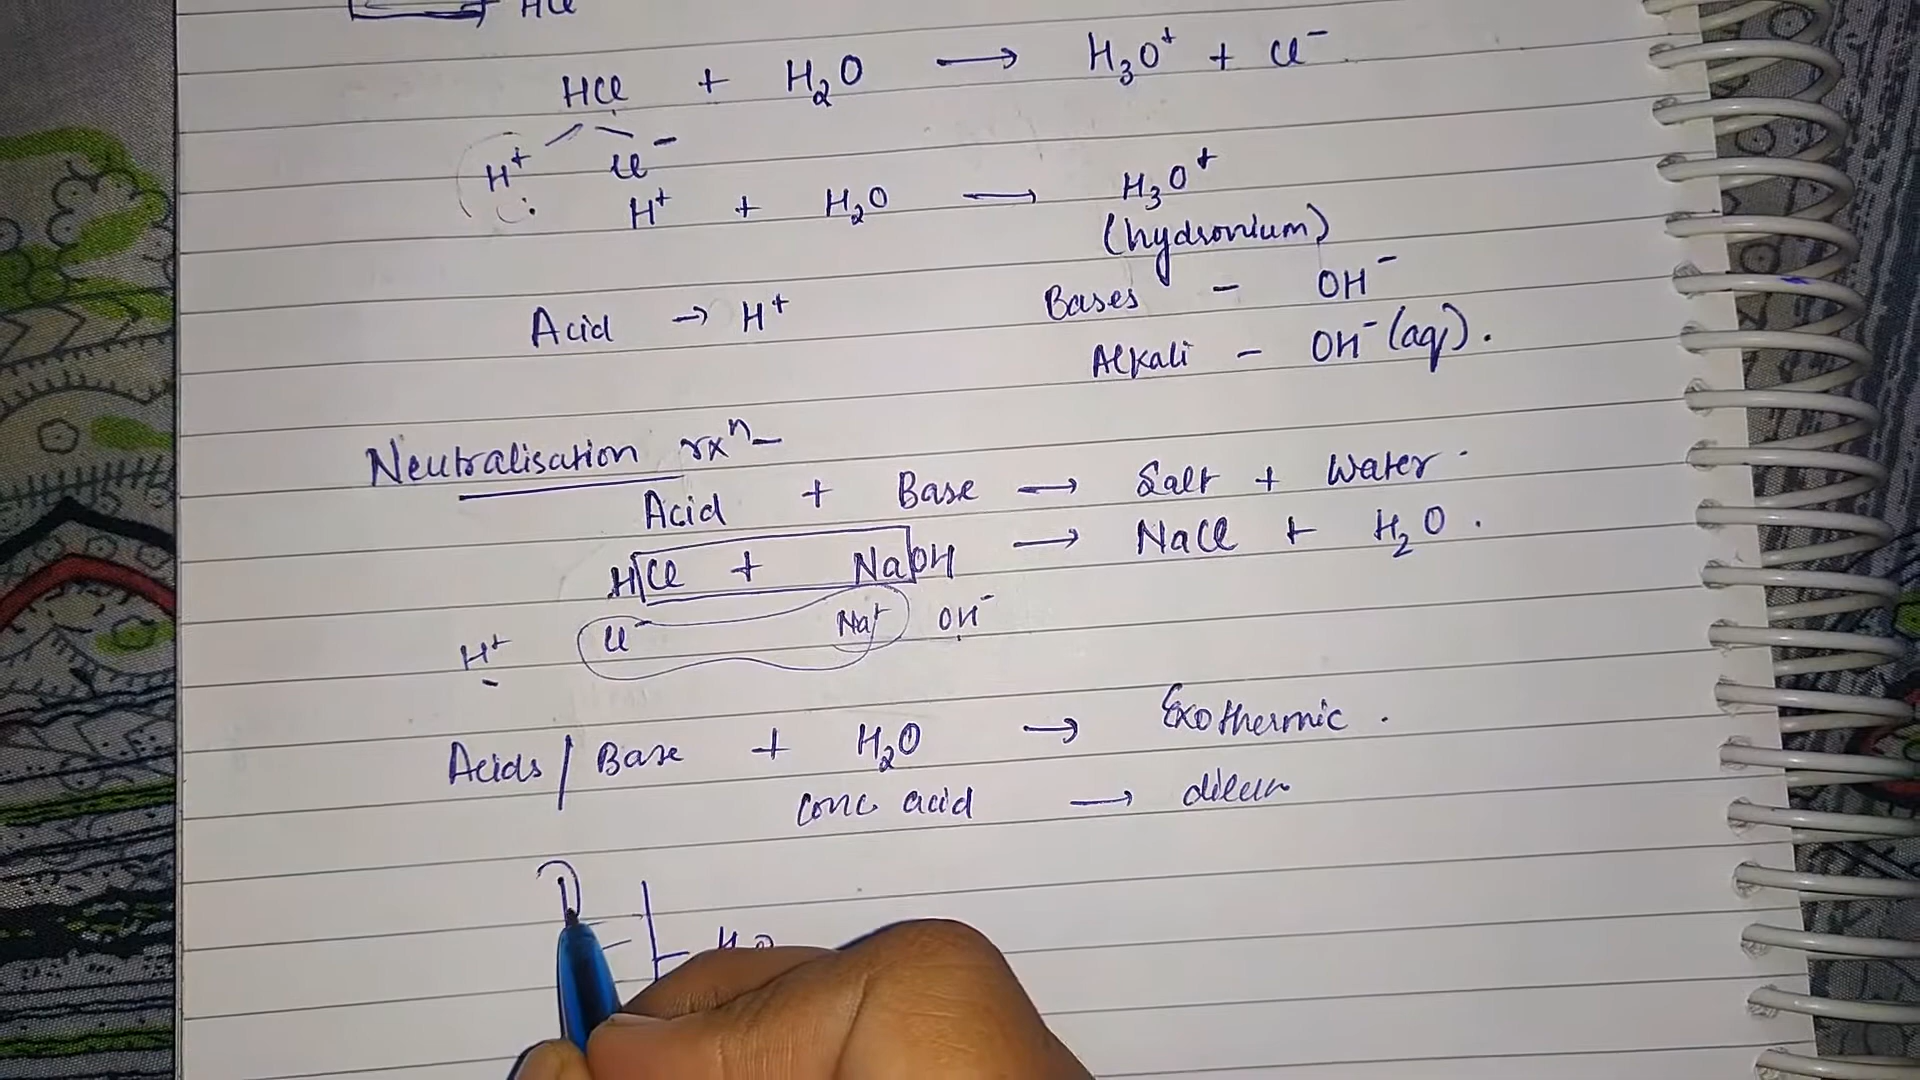 HCl
HCl + H₂O ⟶ H₃O⁺ + Cl⁻
H⁺ Cl⁻
H⁺ + H₂O ⟶ H₃O⁺
(hydronium)
Acid → H⁺
Bases - OH⁻
Alkali - OH⁻(aq).
Neutralisation rxⁿ
Acid + Base → Salt + Water.
HCl + NaOH → NaCl + H₂O.
H⁺ Cl⁻ Na⁺ OH⁻
Acids/Base + H₂O → Exothermic.
conc acid →